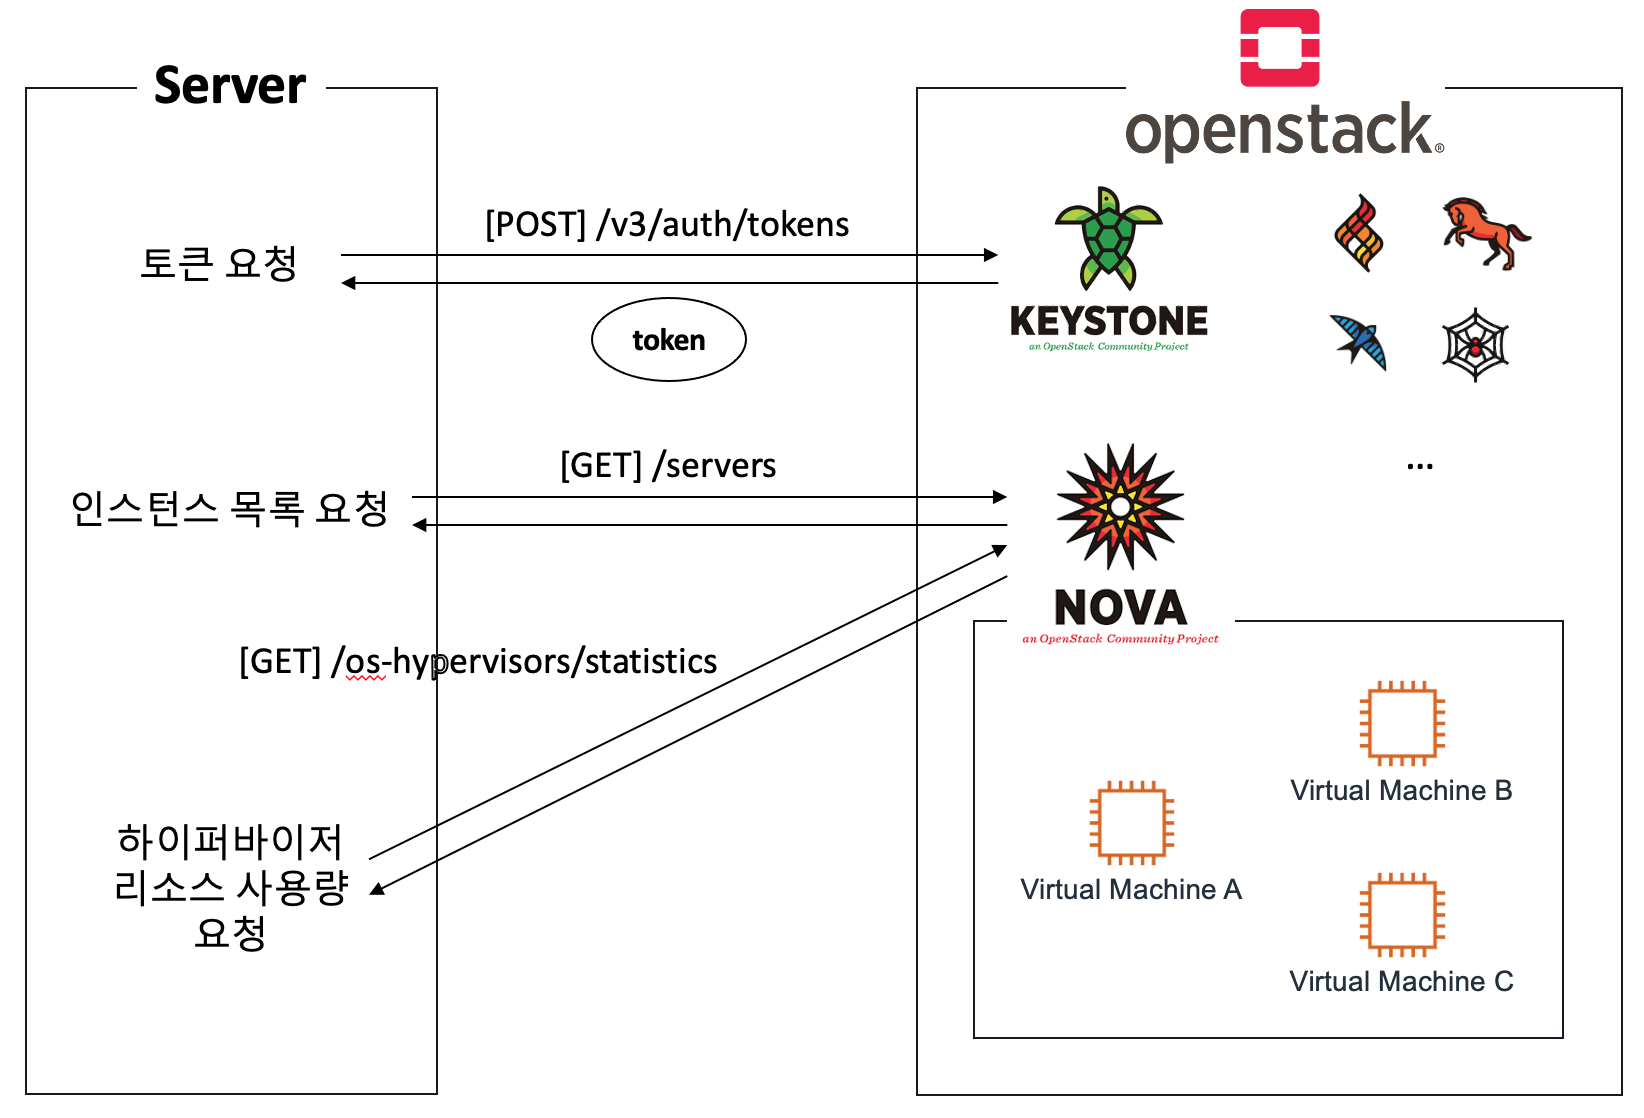 Server
openstack®
토큰 요청
[POST] /v3/auth/tokens
token
KEYSTONE
an OpenStack Community Project
인스턴스 목록 요청
[GET] /servers
...
NOVA
an OpenStack Community Project
[GET] /os-hypervisors/statistics
하이퍼바이저
리소스 사용량
요청
Virtual Machine A
Virtual Machine B
Virtual Machine C